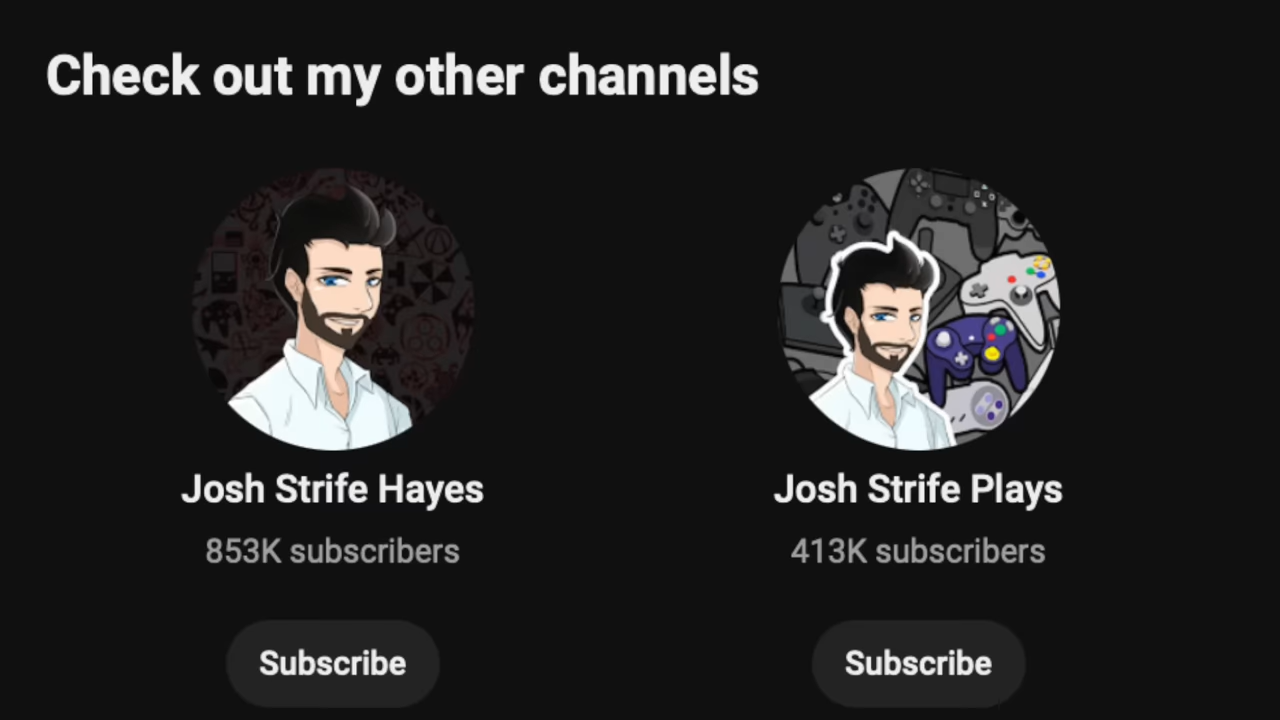 Check out my other channels
Josh Strife Hayes
Josh Strife Plays
853K subscribers
413K subscribers
Subscribe
Subscribe